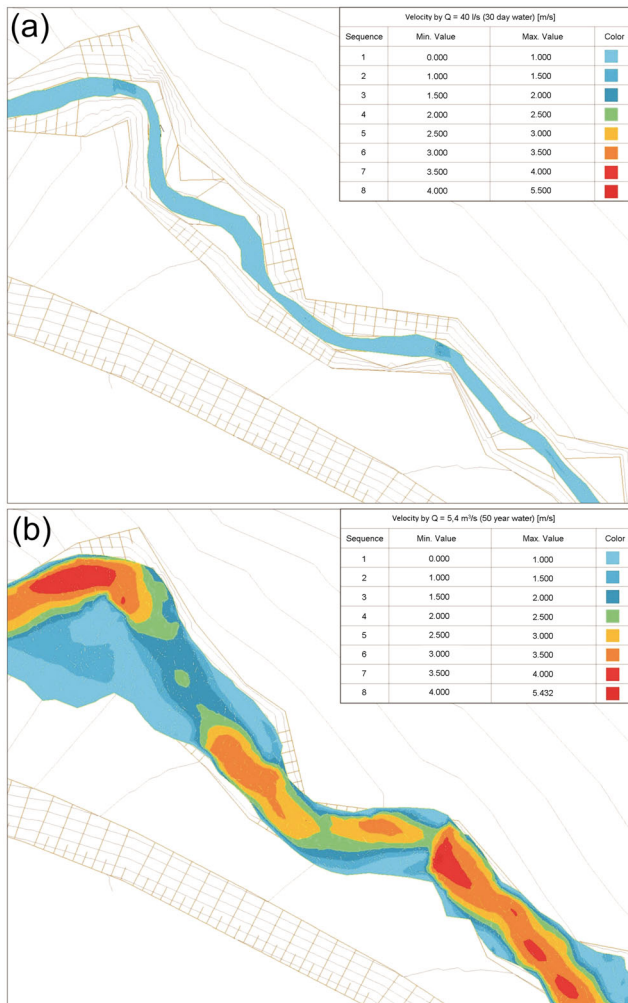 (a)
Velocity by Q = 40 l/s (30 day water) [m/s]
Sequence Min. Value Max. Value Color
1 0.000 1.000
2 1.000 1.500
3 1.500 2.000
4 2.000 2.500
5 2.500 3.000
6 3.000 3.500
7 3.500 4.000
8 4.000 5.500
(b)
Velocity by Q = 5,4 m³/s (50 year water) [m/s]
Sequence Min. Value Max. Value Color
1 0.000 1.000
2 1.000 1.500
3 1.500 2.000
4 2.000 2.500
5 2.500 3.000
6 3.000 3.500
7 3.500 4.000
8 4.000 5.432